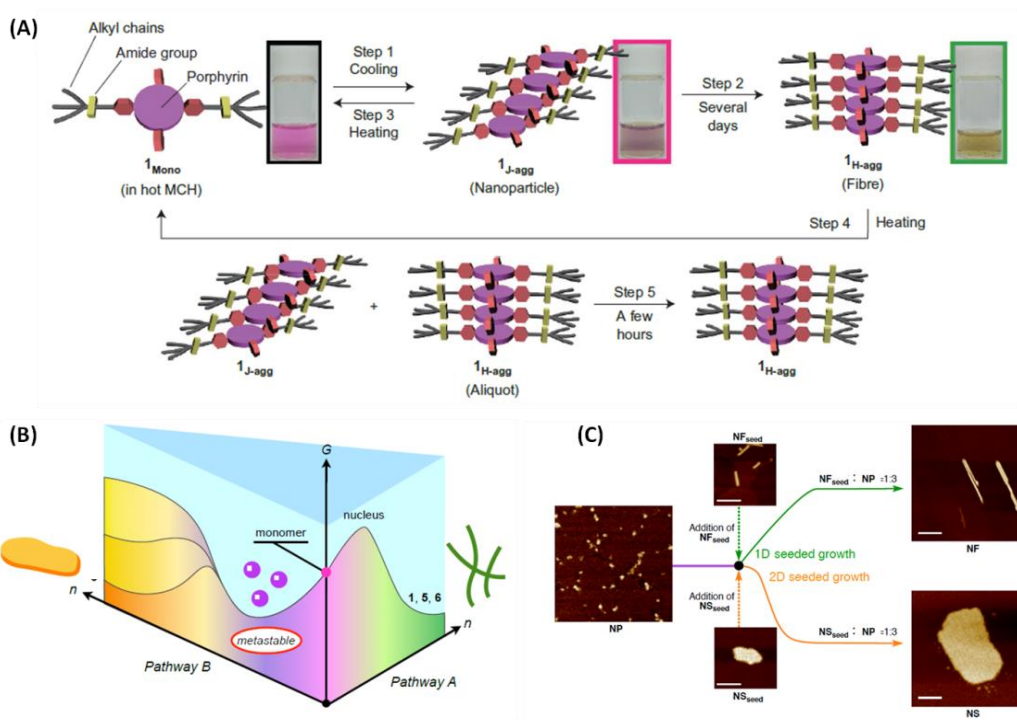 (A)
Alkyl chains
Amide group
Porphyrin
1Mono
(in hot MCH)
Step 1
Cooling
Step 3
Heating
1J-agg
(Nanoparticle)
Step 2
Several
days
1H-agg
(Fibre)
Step 4
Heating
1J-agg
+
1H-agg
(Aliquot)
Step 5
A few
hours
1H-agg
(B)
G
nucleus
monomer
1, 5, 6
n
n
metastable
Pathway B
Pathway A
(C)
NFseed
NFseed : NP =1:3
Addition of
NFseed
1D seeded growth
NF
2D seeded growth
Addition of
NSseed
NSseed : NP =1:3
NP
NSseed
NS